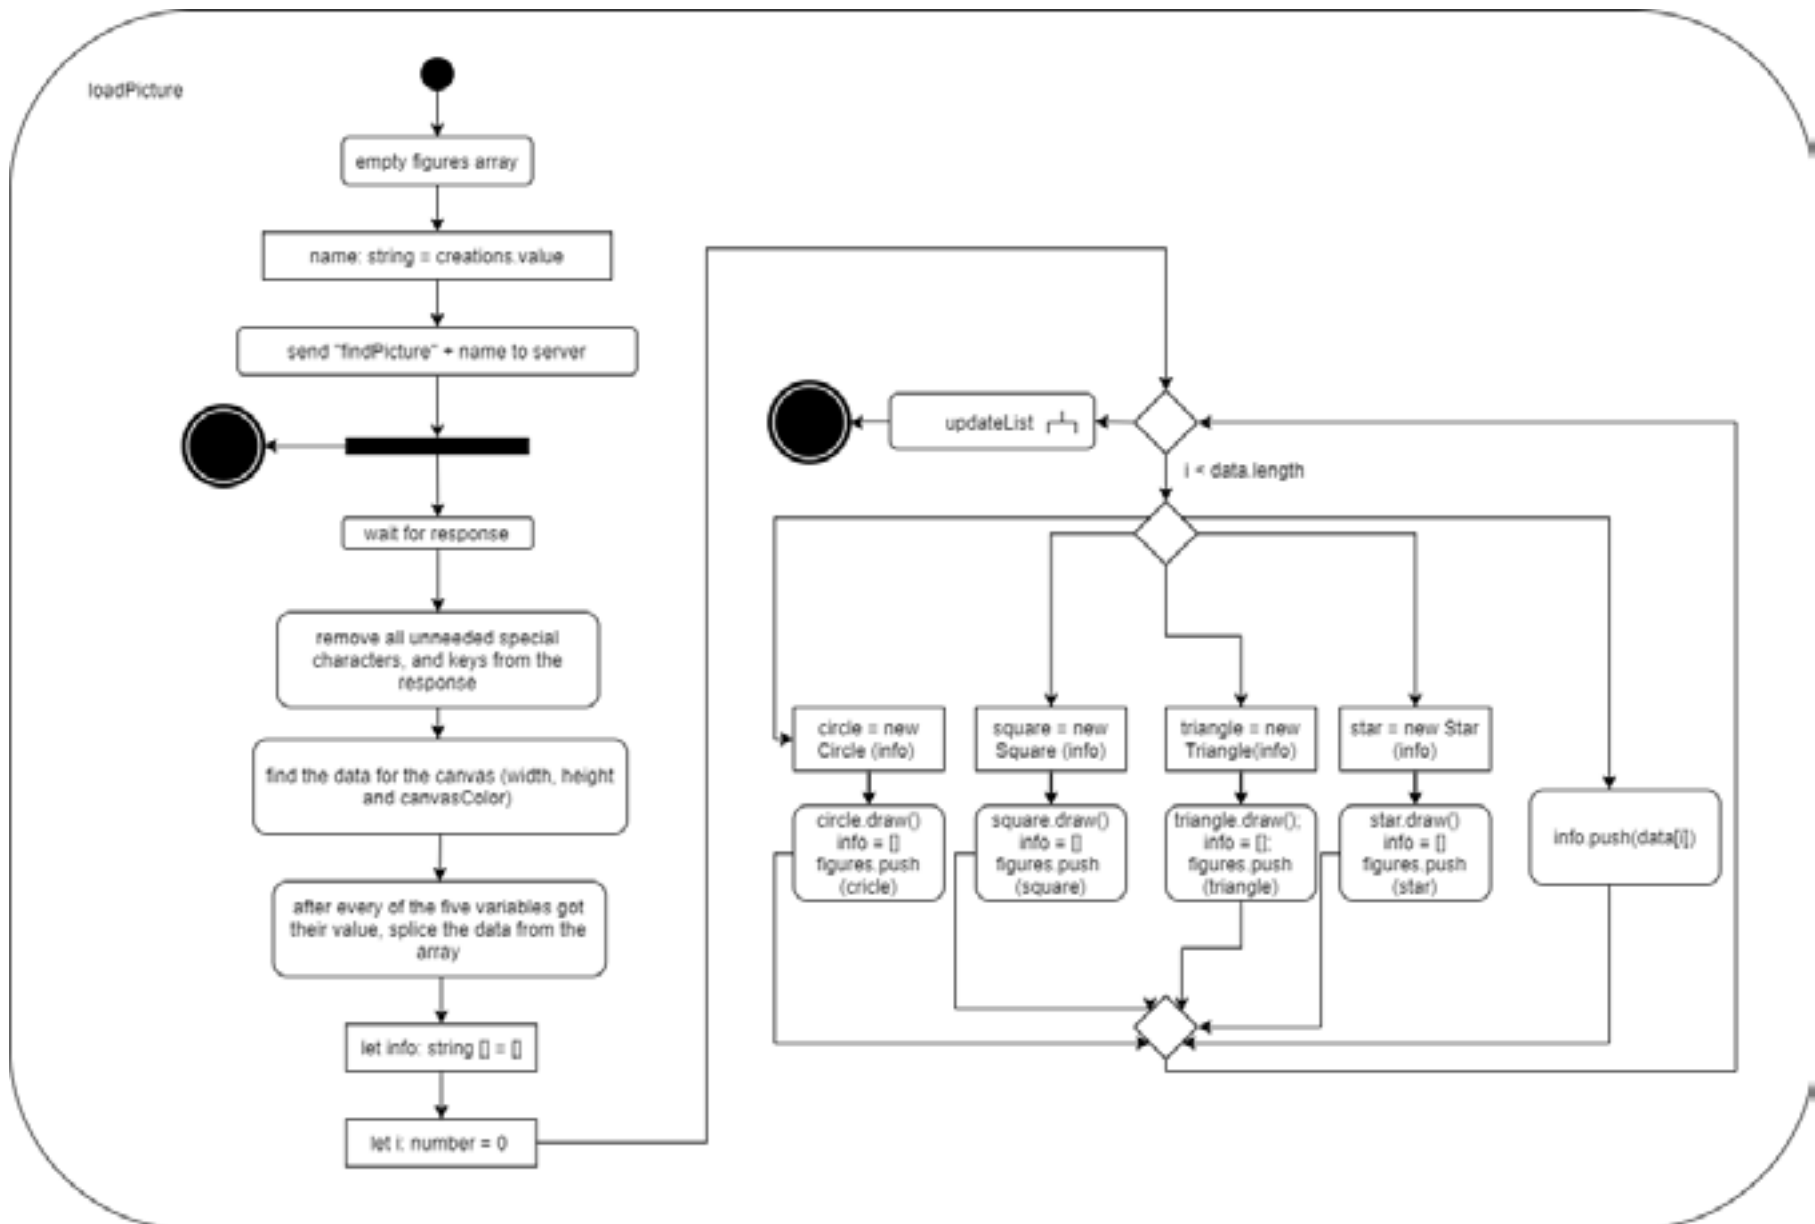 loadPicture
empty figures array
name: string = creations.value
send "findPicture" + name to server
wait for response
remove all unneeded special
characters, and keys from the
response
find the data for the canvas (width, height
and canvasColor)
after every of the five variables got
their value, splice the data from the
array
let info: string [] = []
let i: number = 0
updateList
i < data.length
circle = new
Circle (info)
square = new
Square (info)
triangle = new
Triangle(info)
star = new Star
(info)
circle.draw()
info = []
figures.push
(cricle)
square.draw()
info = []
figures.push
(square)
triangle.draw();
info = [];
figures.push
(triangle)
star.draw()
info = []
figures.push
(star)
info.push(data[i])